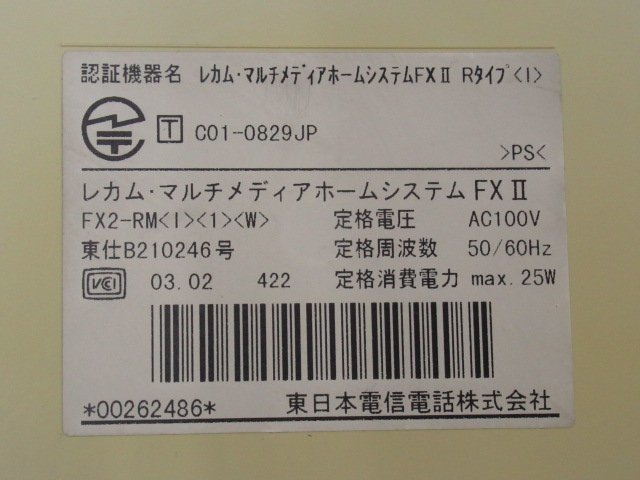 認証機器名 レカム・マルチメディアホームシステムFXⅡ Rタイプ<I>
T C01-0829JP
>PS<
レカム・マルチメディアホームシステムFXⅡ
FX2-RM<I><1><W> 定格電圧 AC100V
東仕B210246号 定格周波数 50/60Hz
VCI 03.02 422 定格消費電力 max.25W
*00262486* 東日本電信電話株式会社